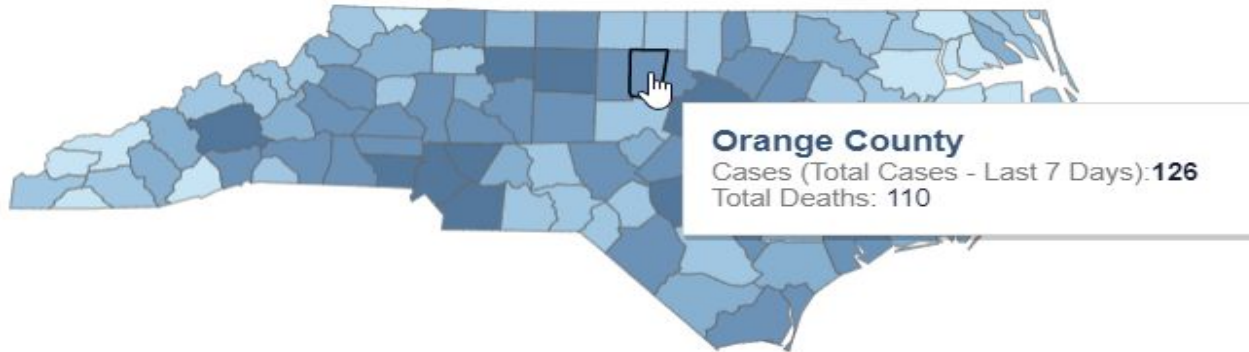 Orange County
Cases (Total Cases - Last 7 Days):126
Total Deaths: 110